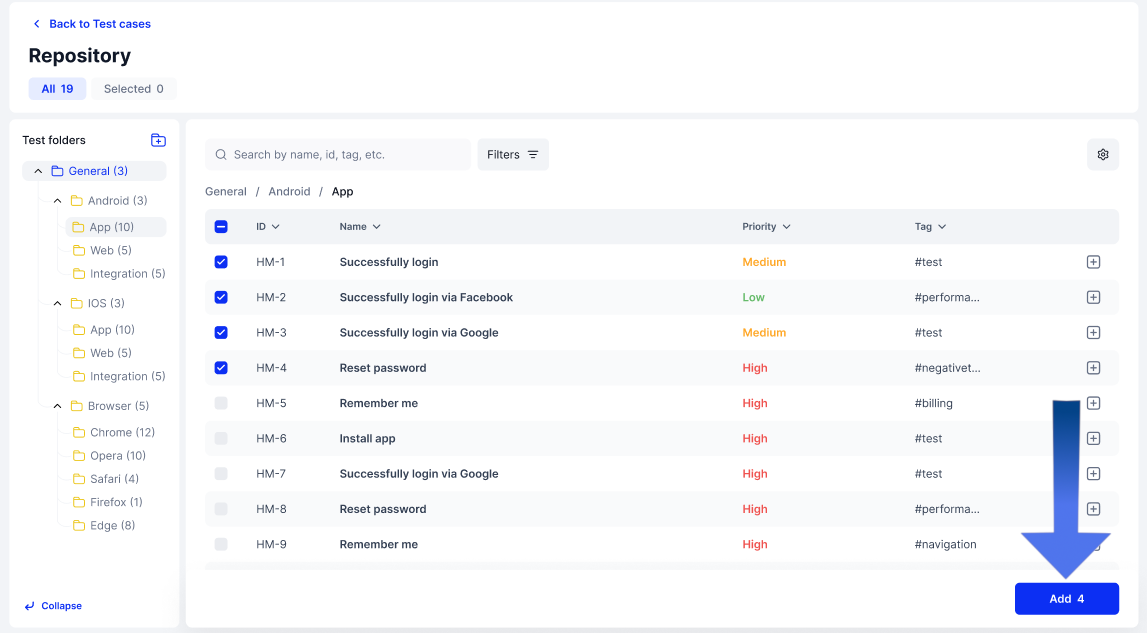 Back to Test cases
Repository
All 19
Selected 0
Test folders
General (3)
Android (3)
App (10)
Web (5)
Integration (5)
IOS (3)
App (10)
Web (5)
Integration (5)
Browser (5)
Chrome (12)
Opera (10)
Safari (4)
Firefox (1)
Edge (8)
Collapse
Search by name, id, tag, etc.
Filters
General / Android / App
ID Name Priority Tag
HM-1 Successfully login Medium #test
HM-2 Successfully login via Facebook Low #performa...
HM-3 Successfully login via Google Medium #test
HM-4 Reset password High #negativet...
HM-5 Remember me High #billing
HM-6 Install app High #test
HM-7 Successfully login via Google High #test
HM-8 Reset password High #performa...
HM-9 Remember me High #navigation
Add 4